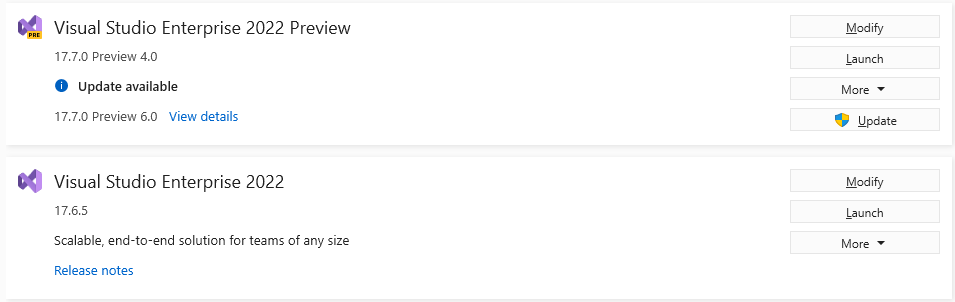 PRE
Visual Studio Enterprise 2022 Preview
Modify
17.7.0 Preview 4.0
Launch
Update available
More
17.7.0 Preview 6.0 View details
Update
Visual Studio Enterprise 2022
Modify
17.6.5
Launch
Scalable, end-to-end solution for teams of any size
More
Release notes